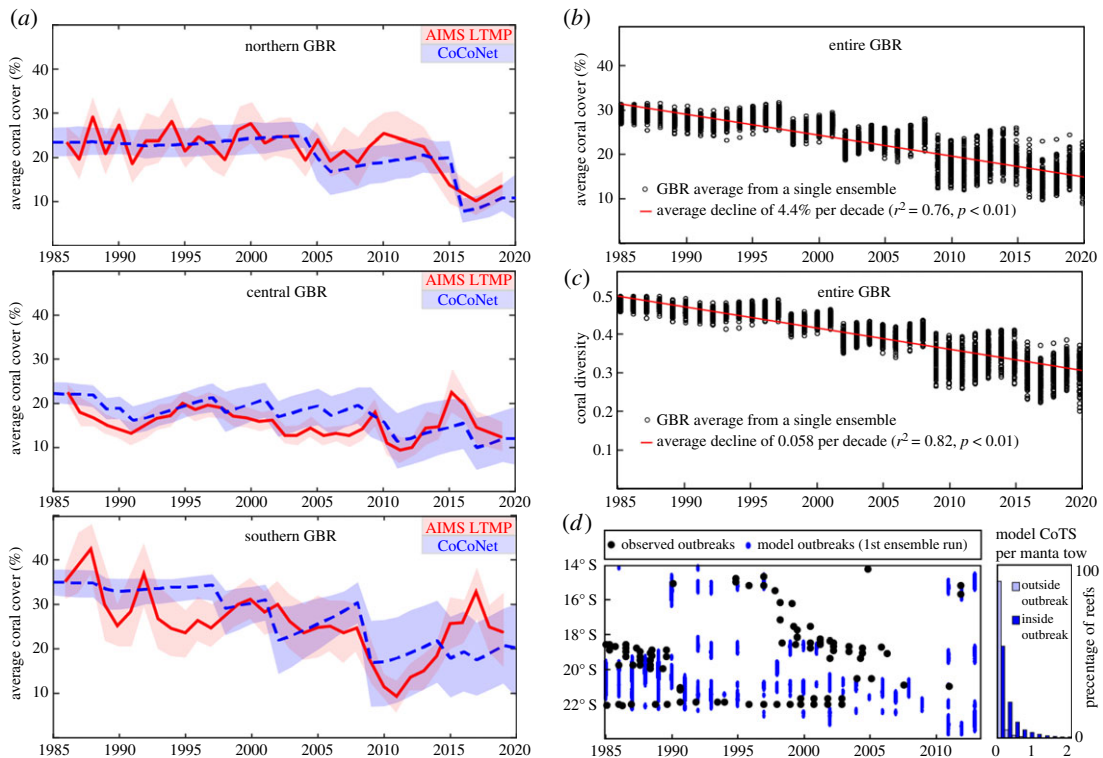 (a)
average coral cover (%)
northern GBR
AIMS LTMP
CoCoNet
40
30
20
10
1985 1990 1995 2000 2005 2010 2015 2020
average coral cover (%)
central GBR
AIMS LTMP
CoCoNet
40
30
20
10
1985 1990 1995 2000 2005 2010 2015 2020
average coral cover (%)
southern GBR
AIMS LTMP
CoCoNet
40
30
20
10
1985 1990 1995 2000 2005 2010 2015 2020
(b)
average coral cover (%)
entire GBR
40
30
20
10
GBR average from a single ensemble
average decline of 4.4% per decade (r² = 0.76, p < 0.01)
1985 1990 1995 2000 2005 2010 2015 2020
(c)
coral diversity
entire GBR
0.5
0.4
0.3
0.2
0.1
GBR average from a single ensemble
average decline of 0.058 per decade (r² = 0.82, p < 0.01)
1985 1990 1995 2000 2005 2010 2015 2020
(d)
observed outbreaks model outbreaks (1st ensemble run)
14° S
16° S
18° S
20° S
22° S
1985 1990 1995 2000 2005 2010
model CoTS
per manta tow
outside
outbreak
inside
outbreak
100
0
precentage of reefs
0 1 2